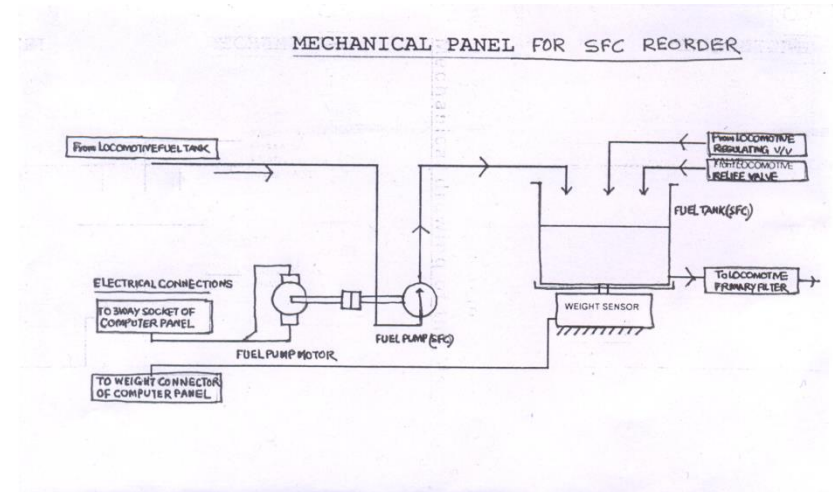 MECHANICAL PANEL FOR SFC REORDER
From LOCOMOTIVE FUEL TANK
From LOCOMOTIVE
REGULATING V/V
From LOCOMOTIVE
RELIEF VALVE
FUEL TANK(SFC)
TO LOCOMOTIVE
PRIMARY FILTER
WEIGHT SENSOR
ELECTRICAL CONNECTIONS
TO 3WAY SOCKET OF
COMPUTER PANEL
FUEL PUMP(SFC)
FUEL PUMP MOTOR
TO WEIGHT CONNECTOR
OF COMPUTER PANEL